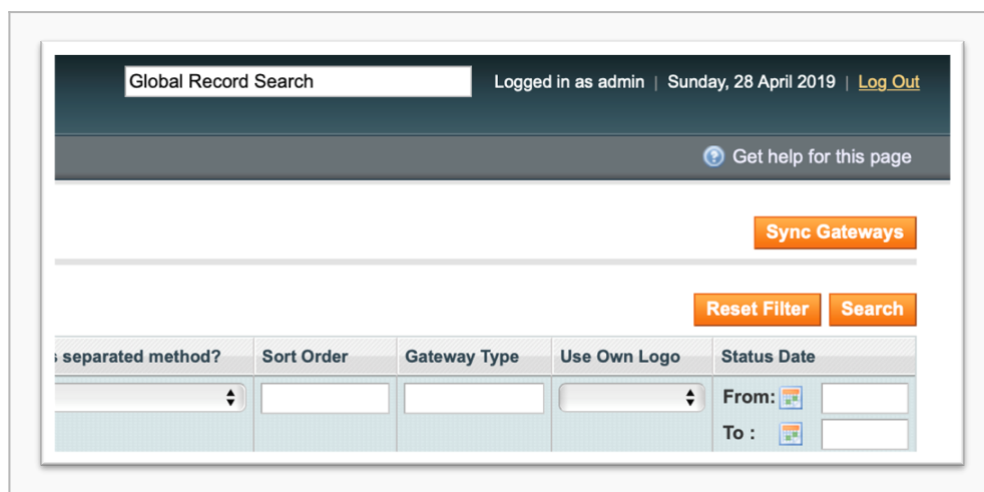 Global Record Search Logged in as admin | Sunday, 28 April 2019 | Log Out
Get help for this page
Sync Gateways
Reset Filter Search
separated method? Sort Order Gateway Type Use Own Logo Status Date
From:
To :